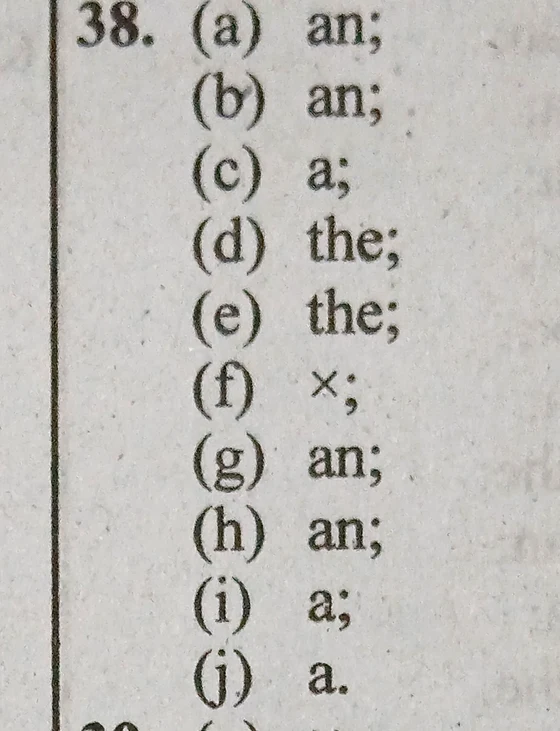 38. (a) an;
(b) an;
(c) a;
(d) the;
(e) the;
(f) ×;
(g) an;
(h) an;
(i) a;
(j) a.